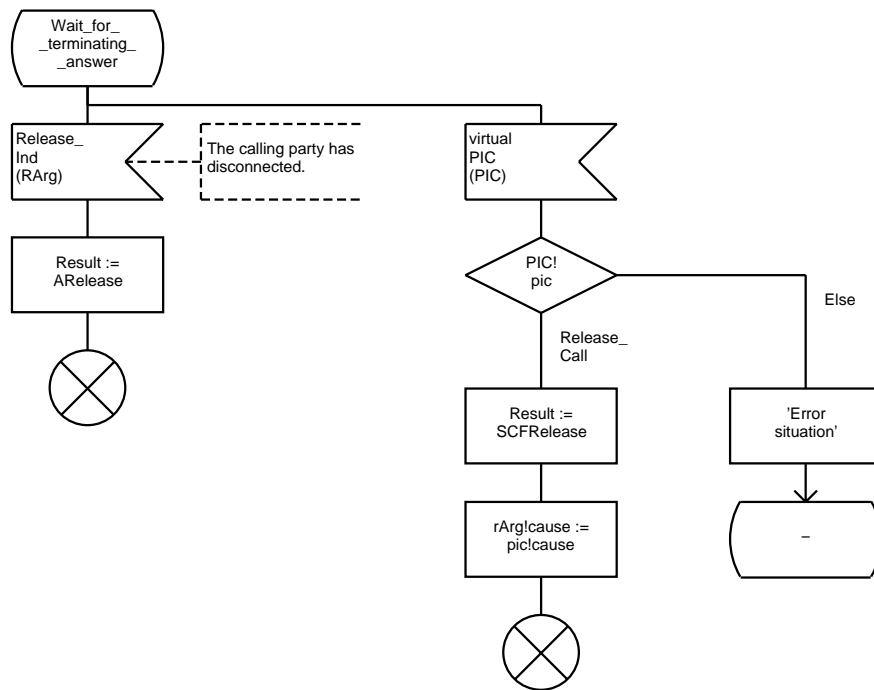 Wait_for_
_terminating_
_answer
Release_
Ind
(RArg)
The calling party has
disconnected.
virtual
PIC
(PIC)
Result :=
ARelease
PIC!
pic
Else
Release_
Call
Result :=
SCFRelease
’Error
situation’
rArg!cause :=
pic!cause
–